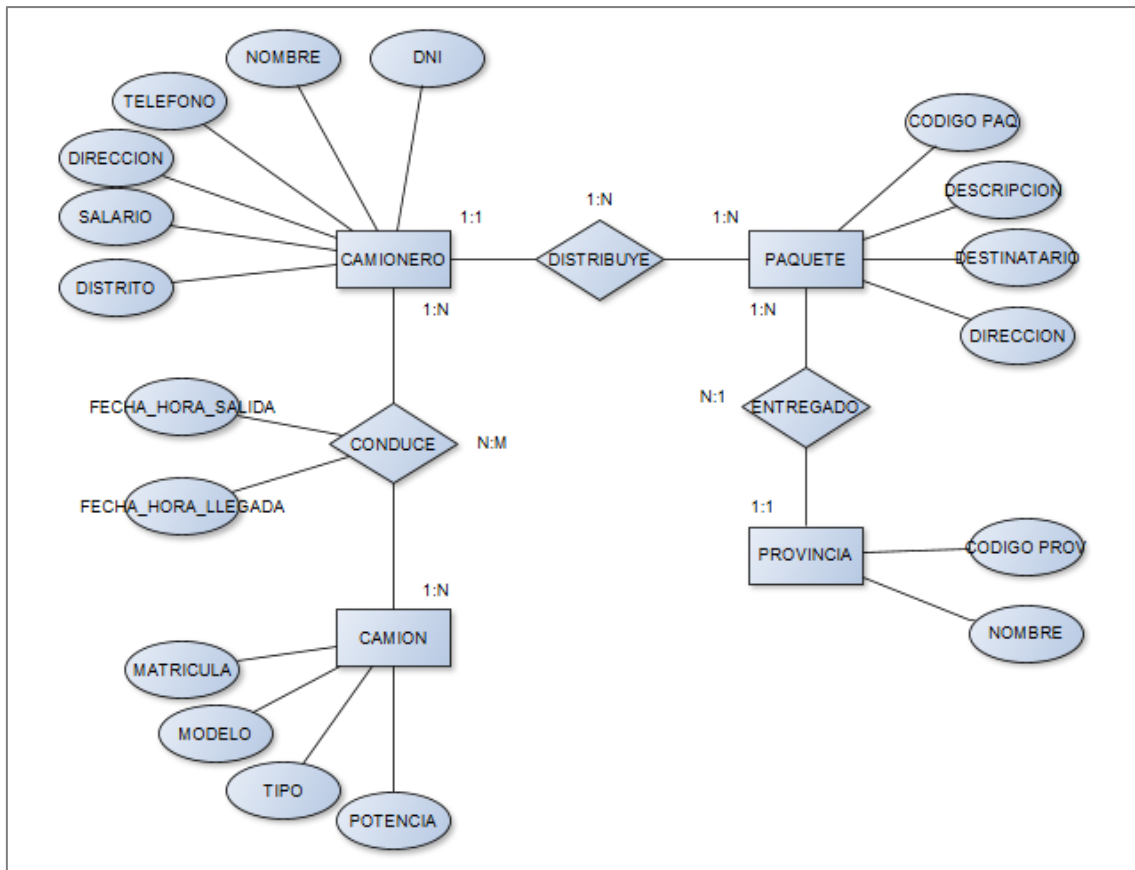 NOMBRE
DNI
TELEFONO
CODIGO PAQ
DIRECCION
DESCRIPCION
SALARIO
1:1
1:N
1:N
CAMIONERO
DISTRIBUYE
PAQUETE
DESTINATARIO
DISTRITO
1:N
1:N
DIRECCION
FECHA_HORA_SALIDA
N:1
ENTREGADO
CONDUCE
N:M
FECHA_HORA_LLEGADA
1:1
PROVINCIA
CODIGO PROV
1:N
NOMBRE
CAMION
MATRICULA
MODELO
TIPO
POTENCIA